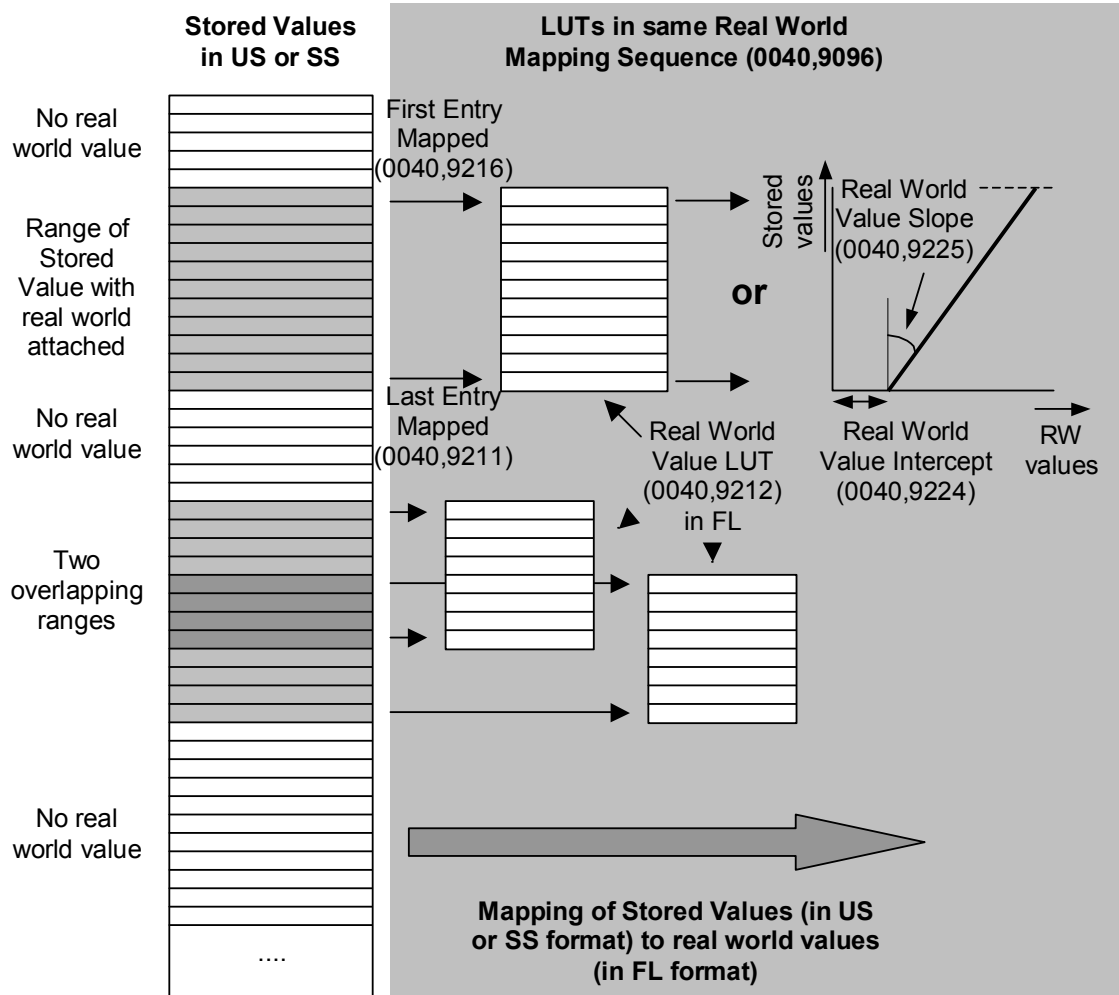 Stored Values
in US or SS
LUTs in same Real World
Mapping Sequence (0040,9096)
No real
world value
First Entry
Mapped
(0040,9216)
Range of
Stored
Value with
real world
attached
or
Stored
values
Real World
Value Slope
(0040,9225)
No real
world value
Last Entry
Mapped
(0040,9211)
Real World
Value LUT
(0040,9212)
in FL
Real World
Value Intercept
(0040,9224)
RW
values
Two
overlapping
ranges
No real
world value
Mapping of Stored Values (in US
or SS format) to real world values
(in FL format)
....